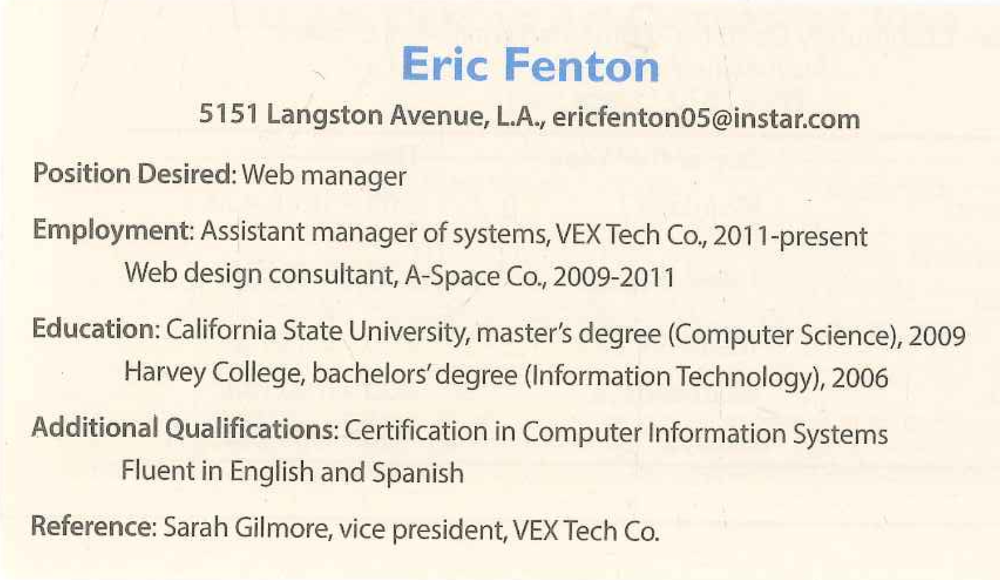 Eric Fenton
5151 Langston Avenue, L.A., ericfenton05@instar.com
Position Desired: Web manager
Employment: Assistant manager of systems, VEX Tech Co., 2011-present
Web design consultant, A-Space Co., 2009-2011
Education: California State University, master's degree (Computer Science), 2009
Harvey College, bachelors' degree (Information Technology), 2006
Additional Qualifications: Certification in Computer Information Systems
Fluent in English and Spanish
Reference: Sarah Gilmore, vice president, VEX Tech Co.